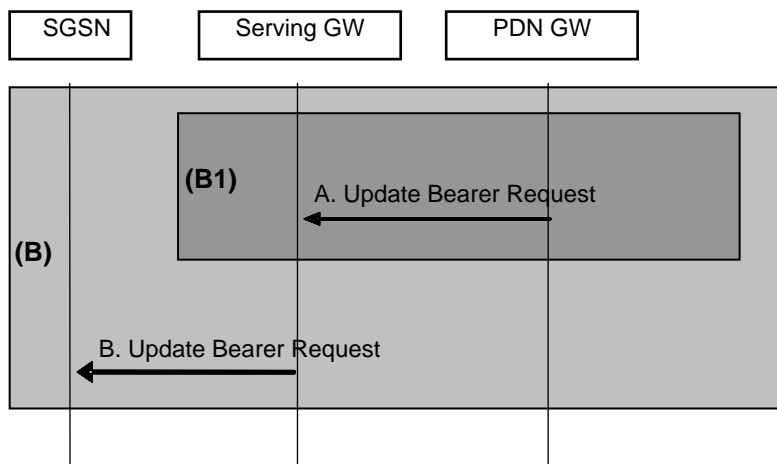 SGSN
Serving GW
PDN GW
(B1)
A. Update Bearer Request
(B)
B. Update Bearer Request